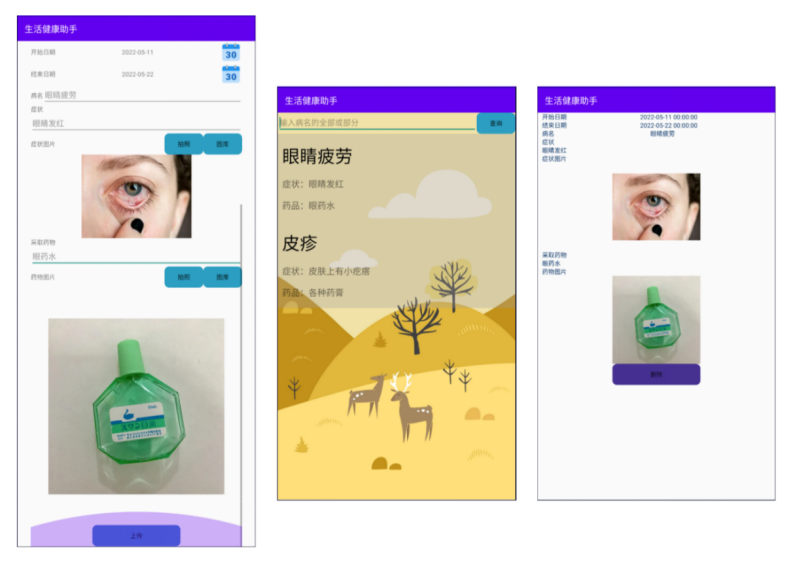 生活健康助手
开始日期 2022-05-11 30
结束日期 2022-05-22 30
病名 眼睛疲劳
症状
眼睛发红
症状图片 拍照 图库
采取药物
眼药水
药物图片 拍照 图库
上传
生活健康助手
输入病名的全部或部分 查询
眼睛疲劳
症状：眼睛发红
药品：眼药水
皮疹
症状：皮肤上有小疙瘩
药品：各种药膏
生活健康助手
开始日期 2022-05-11 00:00:00
结束日期 2022-05-22 00:00:00
病名 眼睛疲劳
症状
眼睛发红
症状图片
采取药物
眼药水
药物图片
删除